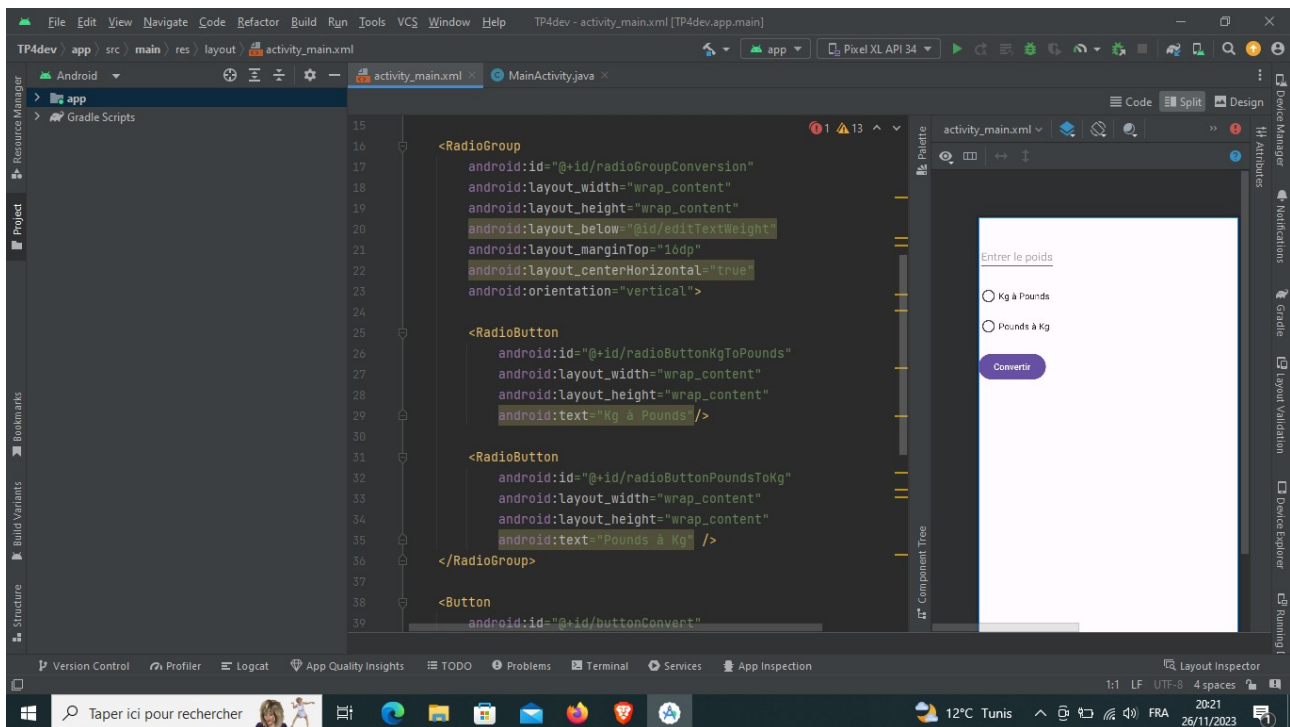 File Edit View Navigate Code Refactor Build Run Tools VCS Window Help TP4dev - activity_main.xml [TP4dev.app.main]
TP4dev app src main res layout activity_main.xml
app Pixel XL API 34
Android
activity_main.xml MainActivity.java
Code Split Design
app
Gradle Scripts
Resource Manager
Project
Bookmarks
Build Variants
Structure
1 13
15
16 <RadioGroup
17 android:id="@+id/radioGroupConversion"
18 android:layout_width="wrap_content"
19 android:layout_height="wrap_content"
20 android:layout_below="@id/editTextWeight"
21 android:layout_marginTop="16dp"
22 android:layout_centerHorizontal="true"
23 android:orientation="vertical">
24
25 <RadioButton
26 android:id="@+id/radioButtonKgToPounds"
27 android:layout_width="wrap_content"
28 android:layout_height="wrap_content"
29 android:text="Kg à Pounds"/>
30
31 <RadioButton
32 android:id="@+id/radioButtonPoundsToKg"
33 android:layout_width="wrap_content"
34 android:layout_height="wrap_content"
35 android:text="Pounds à Kg" />
36 </RadioGroup>
37
38 <Button
39 android:id="@+id/buttonConvert"
Palette
Component Tree
activity_main.xml
Entrer le poids
Kg à Pounds
Pounds à Kg
Convertir
Attributes
Device Manager
Notifications
Gradle
Layout Validation
Device Explorer
Running
Version Control Profiler Logcat App Quality Insights TODO Problems Terminal Services App Inspection
Layout Inspector
1:1 LF UTF-8 4 spaces
Taper ici pour rechercher
12°C Tunis FRA
20:21
26/11/2023